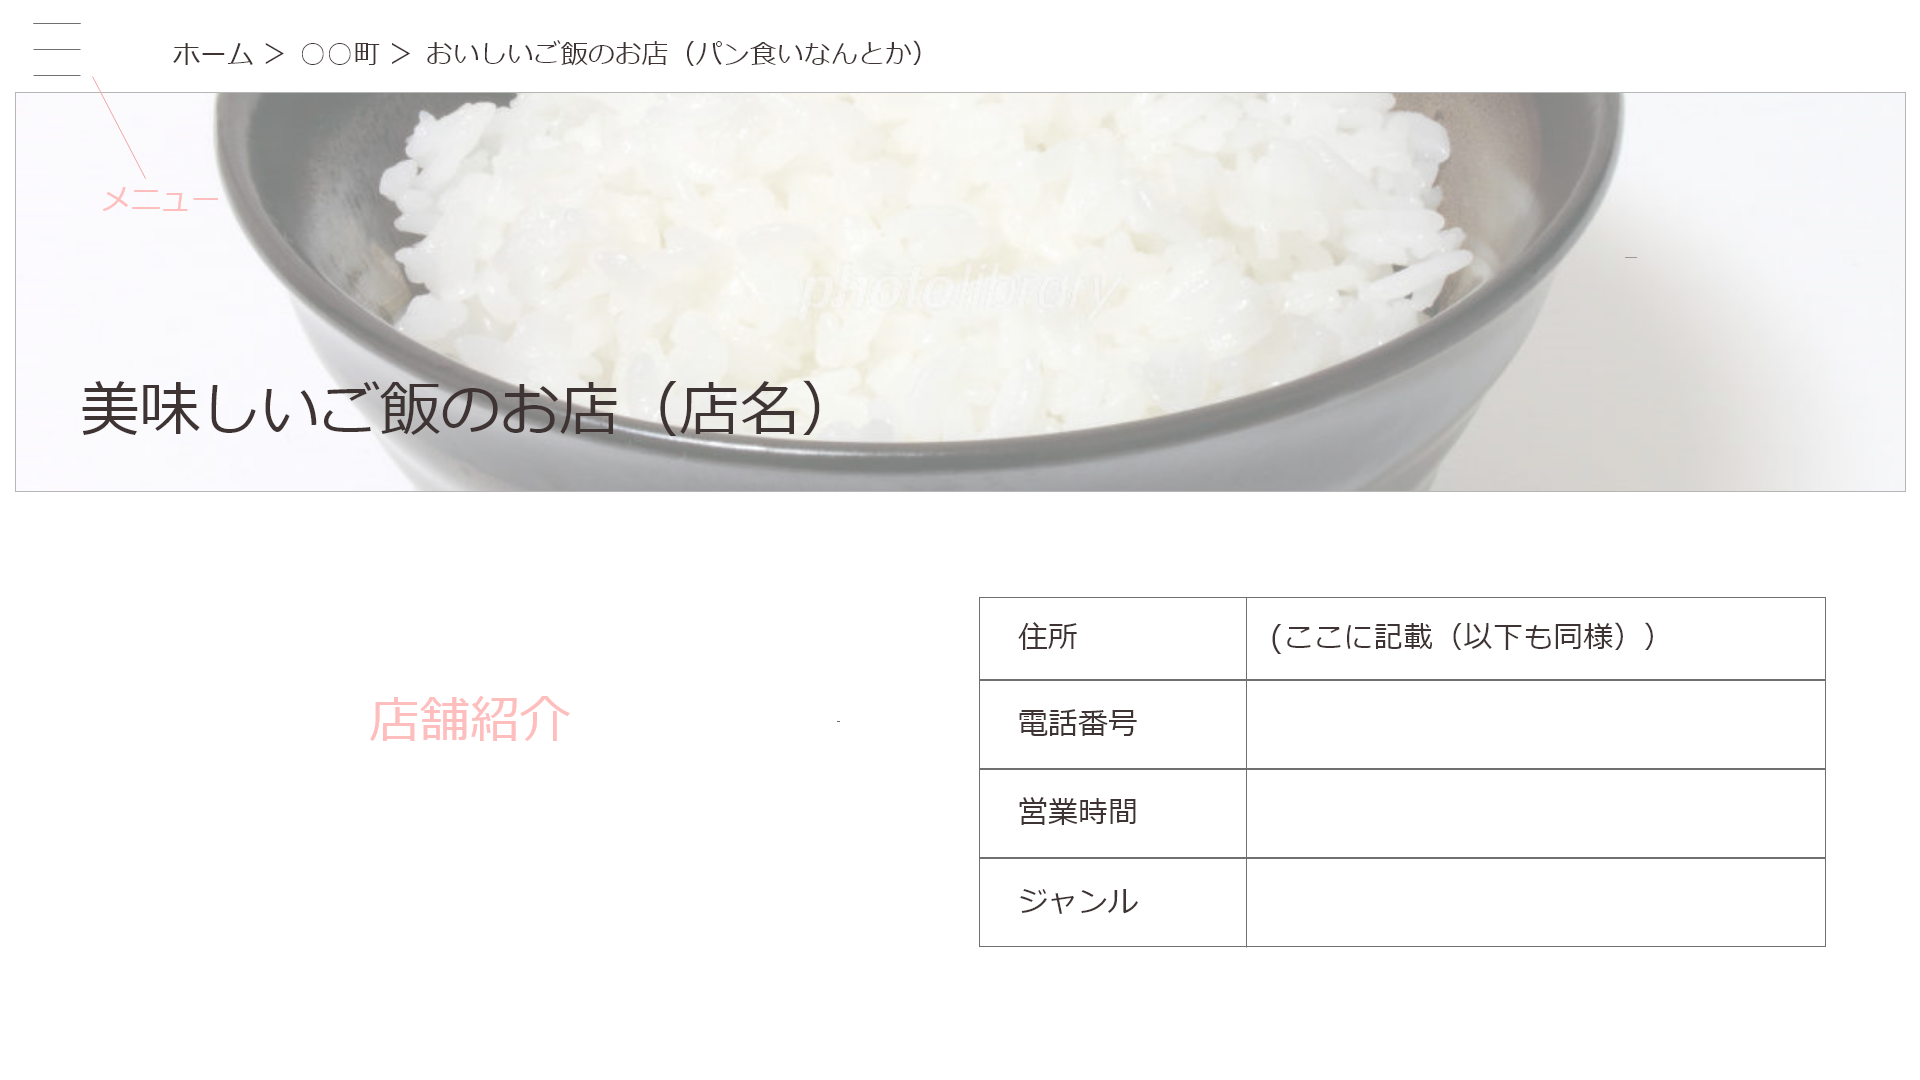 ホーム ＞ 〇〇町 ＞ おいしいご飯のお店（パン食いなんとか）
メニュー
photolibrary
美味しいご飯のお店（店名）
店舗紹介
住所 (ここに記載（以下も同様））
電話番号
営業時間
ジャンル